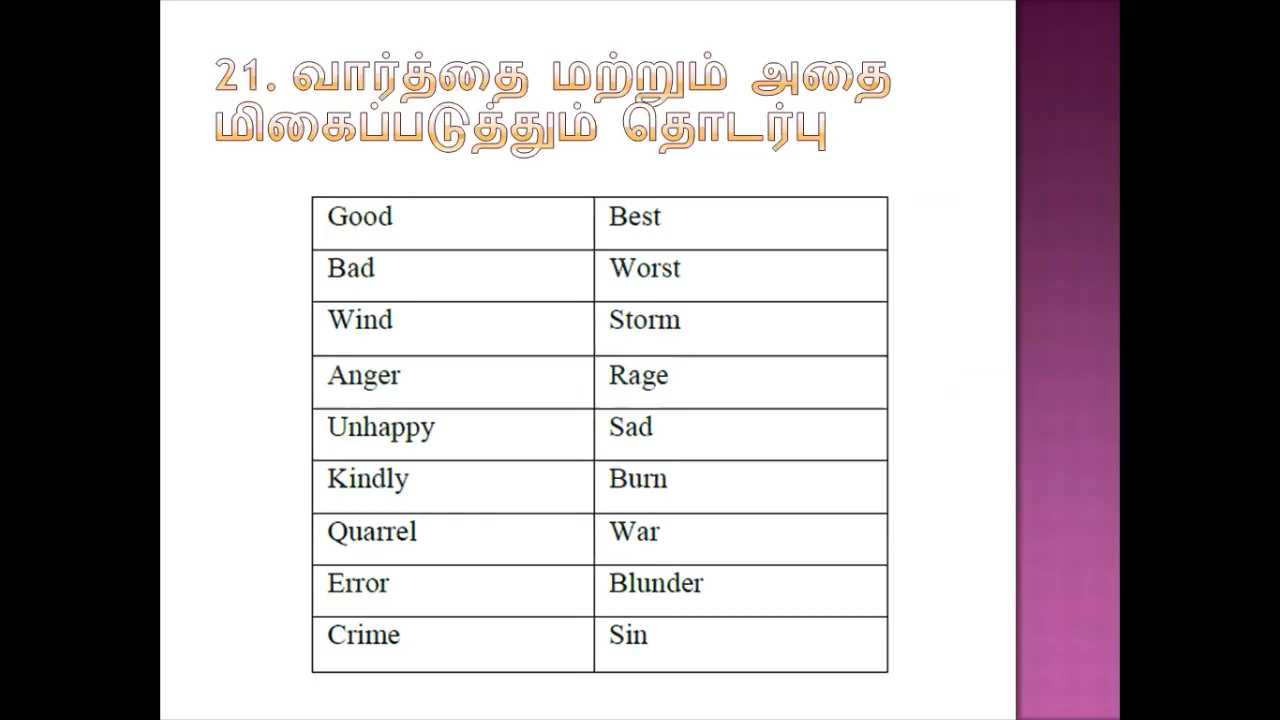 21. வார்த்தை மற்றும் அதை
மிகைப்படுத்தும் தொடர்பு
Good Best
Bad Worst
Wind Storm
Anger Rage
Unhappy Sad
Kindly Burn
Quarrel War
Error Blunder
Crime Sin